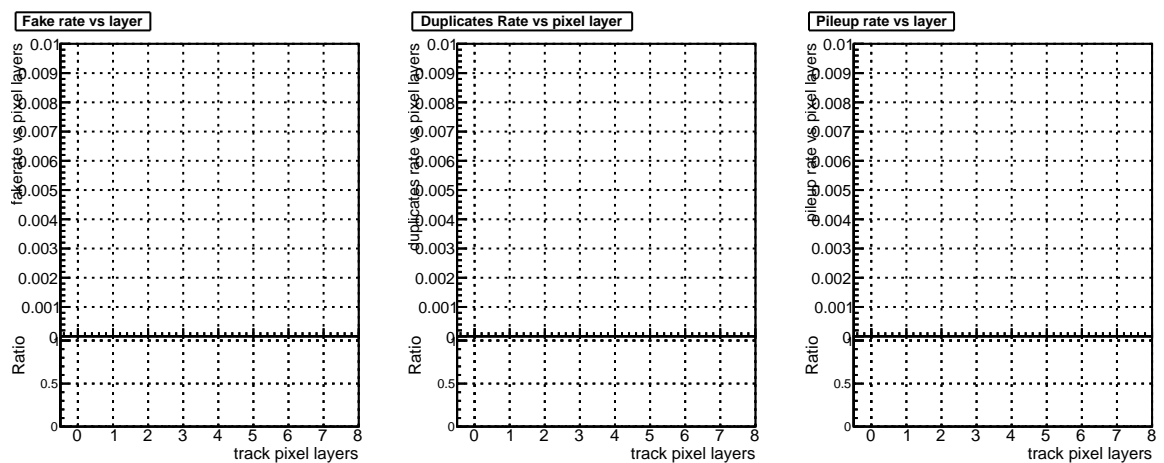 Fake rate vs layer
fakerate vs pixel layers
0.01
0.009
0.008
0.007
0.006
0.005
0.004
0.003
0.002
0.001
0
Ratio
1
0.5
0
0 1 2 3 4 5 6 7 8
track pixel layers
Duplicates Rate vs pixel layer
duplicates rate vs pixel layers
0.01
0.009
0.008
0.007
0.006
0.005
0.004
0.003
0.002
0.001
0
Ratio
1
0.5
0
0 1 2 3 4 5 6 7 8
track pixel layers
Pileup rate vs layer
pileup rate vs pixel layers
0.01
0.009
0.008
0.007
0.006
0.005
0.004
0.003
0.002
0.001
0
Ratio
1
0.5
0
0 1 2 3 4 5 6 7 8
track pixel layers